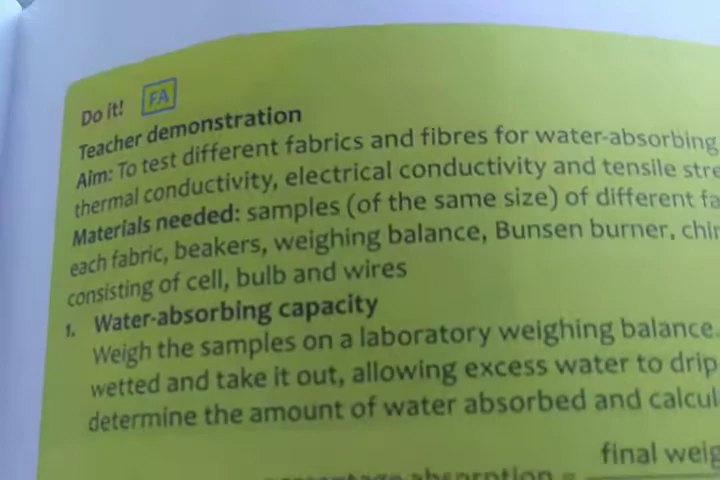 Do it! FA
Teacher demonstration
Aim: To test different fabrics and fibres for water-absorbing
thermal conductivity, electrical conductivity and tensile stre
Materials needed: samples (of the same size) of different fa
each fabric, beakers, weighing balance, Bunsen burner, chin
consisting of cell, bulb and wires
1. Water-absorbing capacity
Weigh the samples on a laboratory weighing balance.
wetted and take it out, allowing excess water to drip
determine the amount of water absorbed and calcul
final weig
absorption =